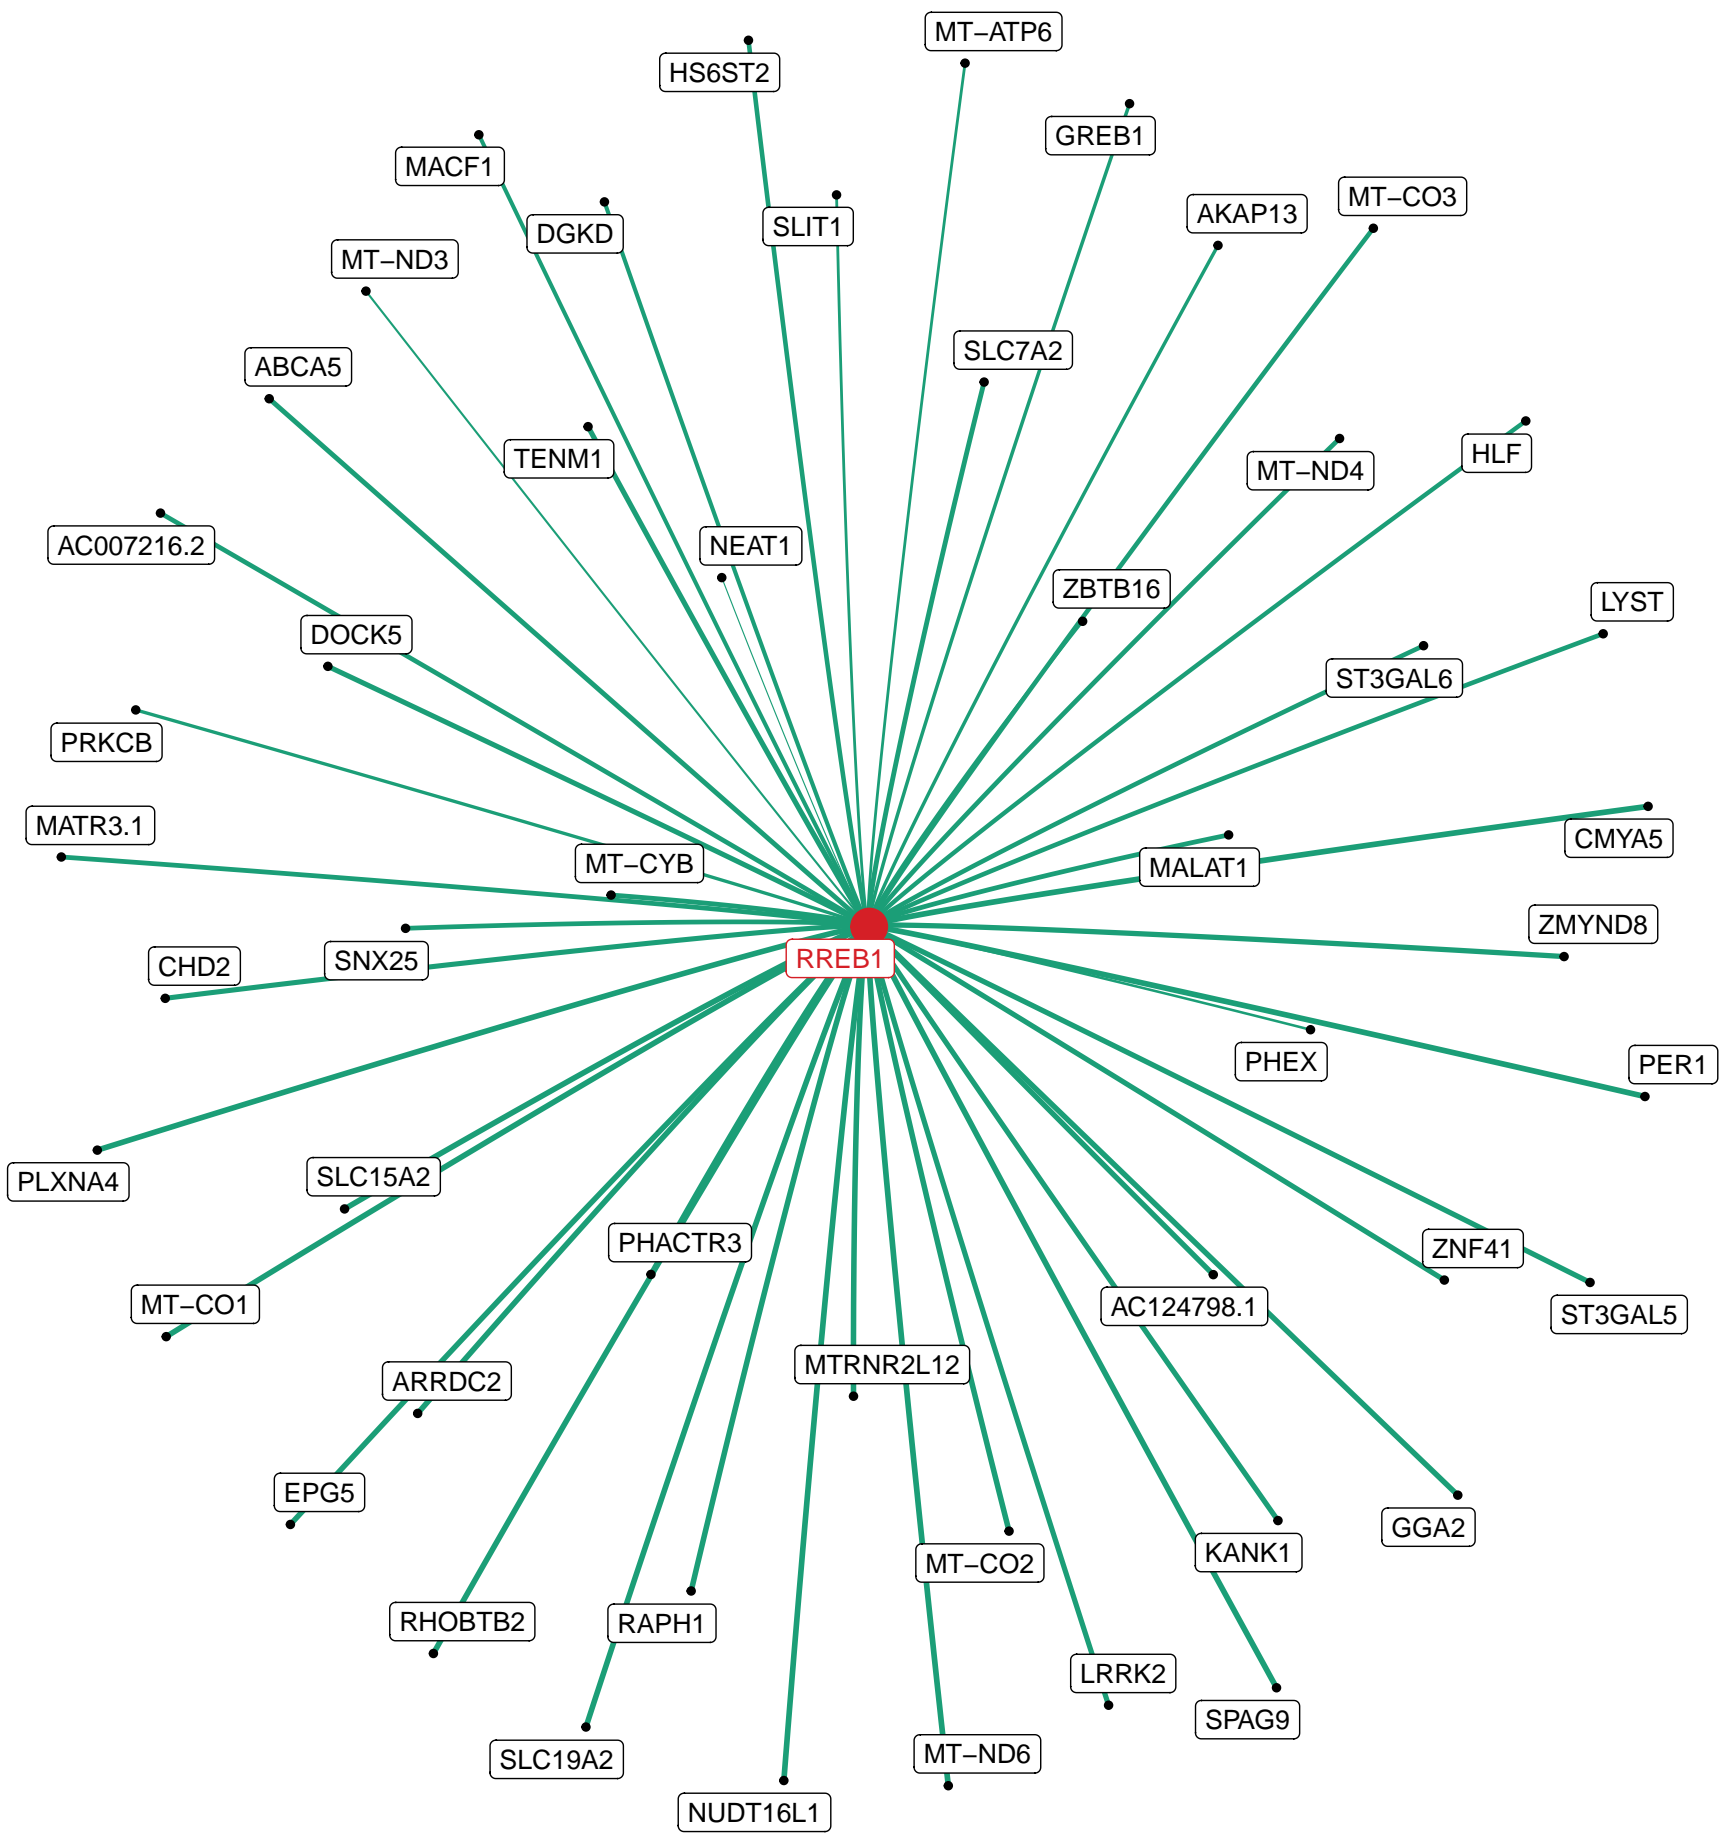 MT−ATP6
HS6ST2
GREB1
MACF1
MT−CO3
AKAP13
SLIT1
DGKD
MT−ND3
SLC7A2
ABCA5
HLF
TENM1
MT−ND4
AC007216.2
NEAT1
ZBTB16
LYST
DOCK5
ST3GAL6
PRKCB
MATR3.1
CMYA5
MT−CYB
MALAT1
ZMYND8
RREB1
SNX25
CHD2
PHEX
PER1
SLC15A2
PLXNA4
PHACTR3
ZNF41
MT−CO1
AC124798.1
ST3GAL5
MTRNR2L12
ARRDC2
EPG5
GGA2
KANK1
MT−CO2
RHOBTB2
RAPH1
LRRK2
SPAG9
MT−ND6
SLC19A2
NUDT16L1